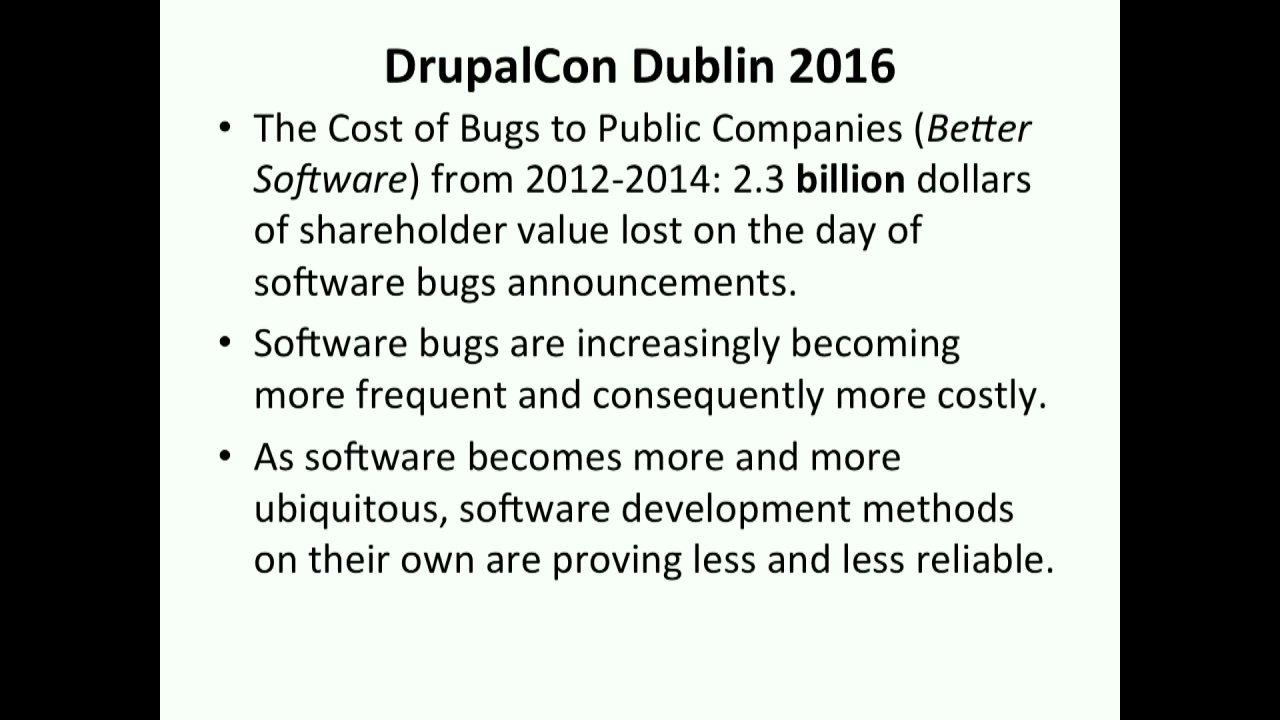 DrupalCon Dublin 2016
• The Cost of Bugs to Public Companies (Better
Software) from 2012-2014: 2.3 billion dollars
of shareholder value lost on the day of
software bugs announcements.
• Software bugs are increasingly becoming
more frequent and consequently more costly.
• As software becomes more and more
ubiquitous, software development methods
on their own are proving less and less reliable.